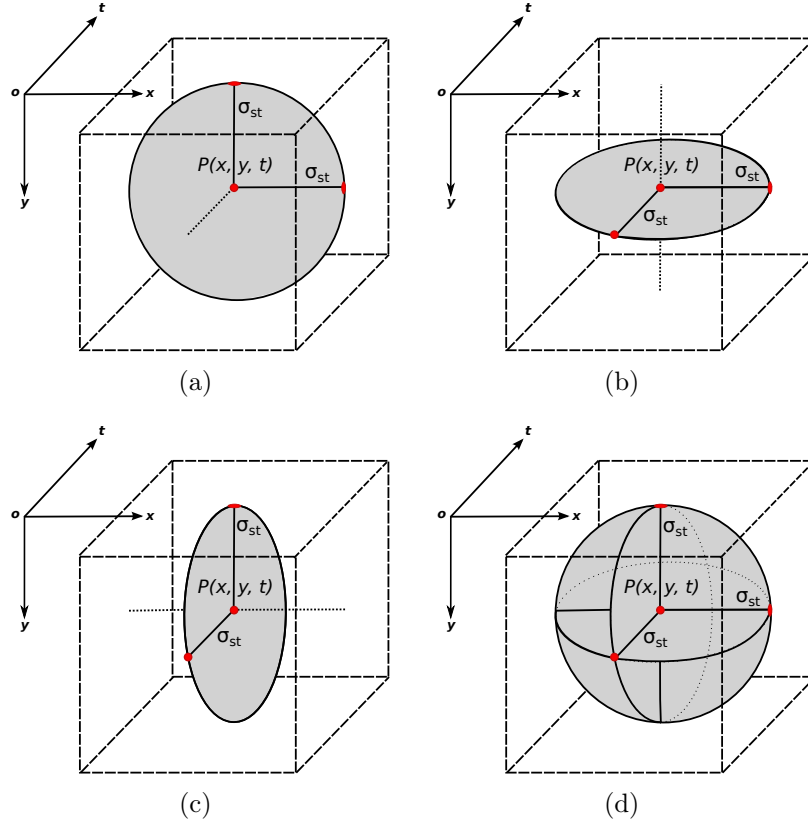 t
o
x
y
σst
P(x, y, t)
σst
(a)
t
o
x
y
P(x, y, t)
σst
σst
(b)
t
o
x
y
σst
P(x, y, t)
σst
(c)
t
o
x
y
σst
P(x, y, t)
σst
σst
(d)